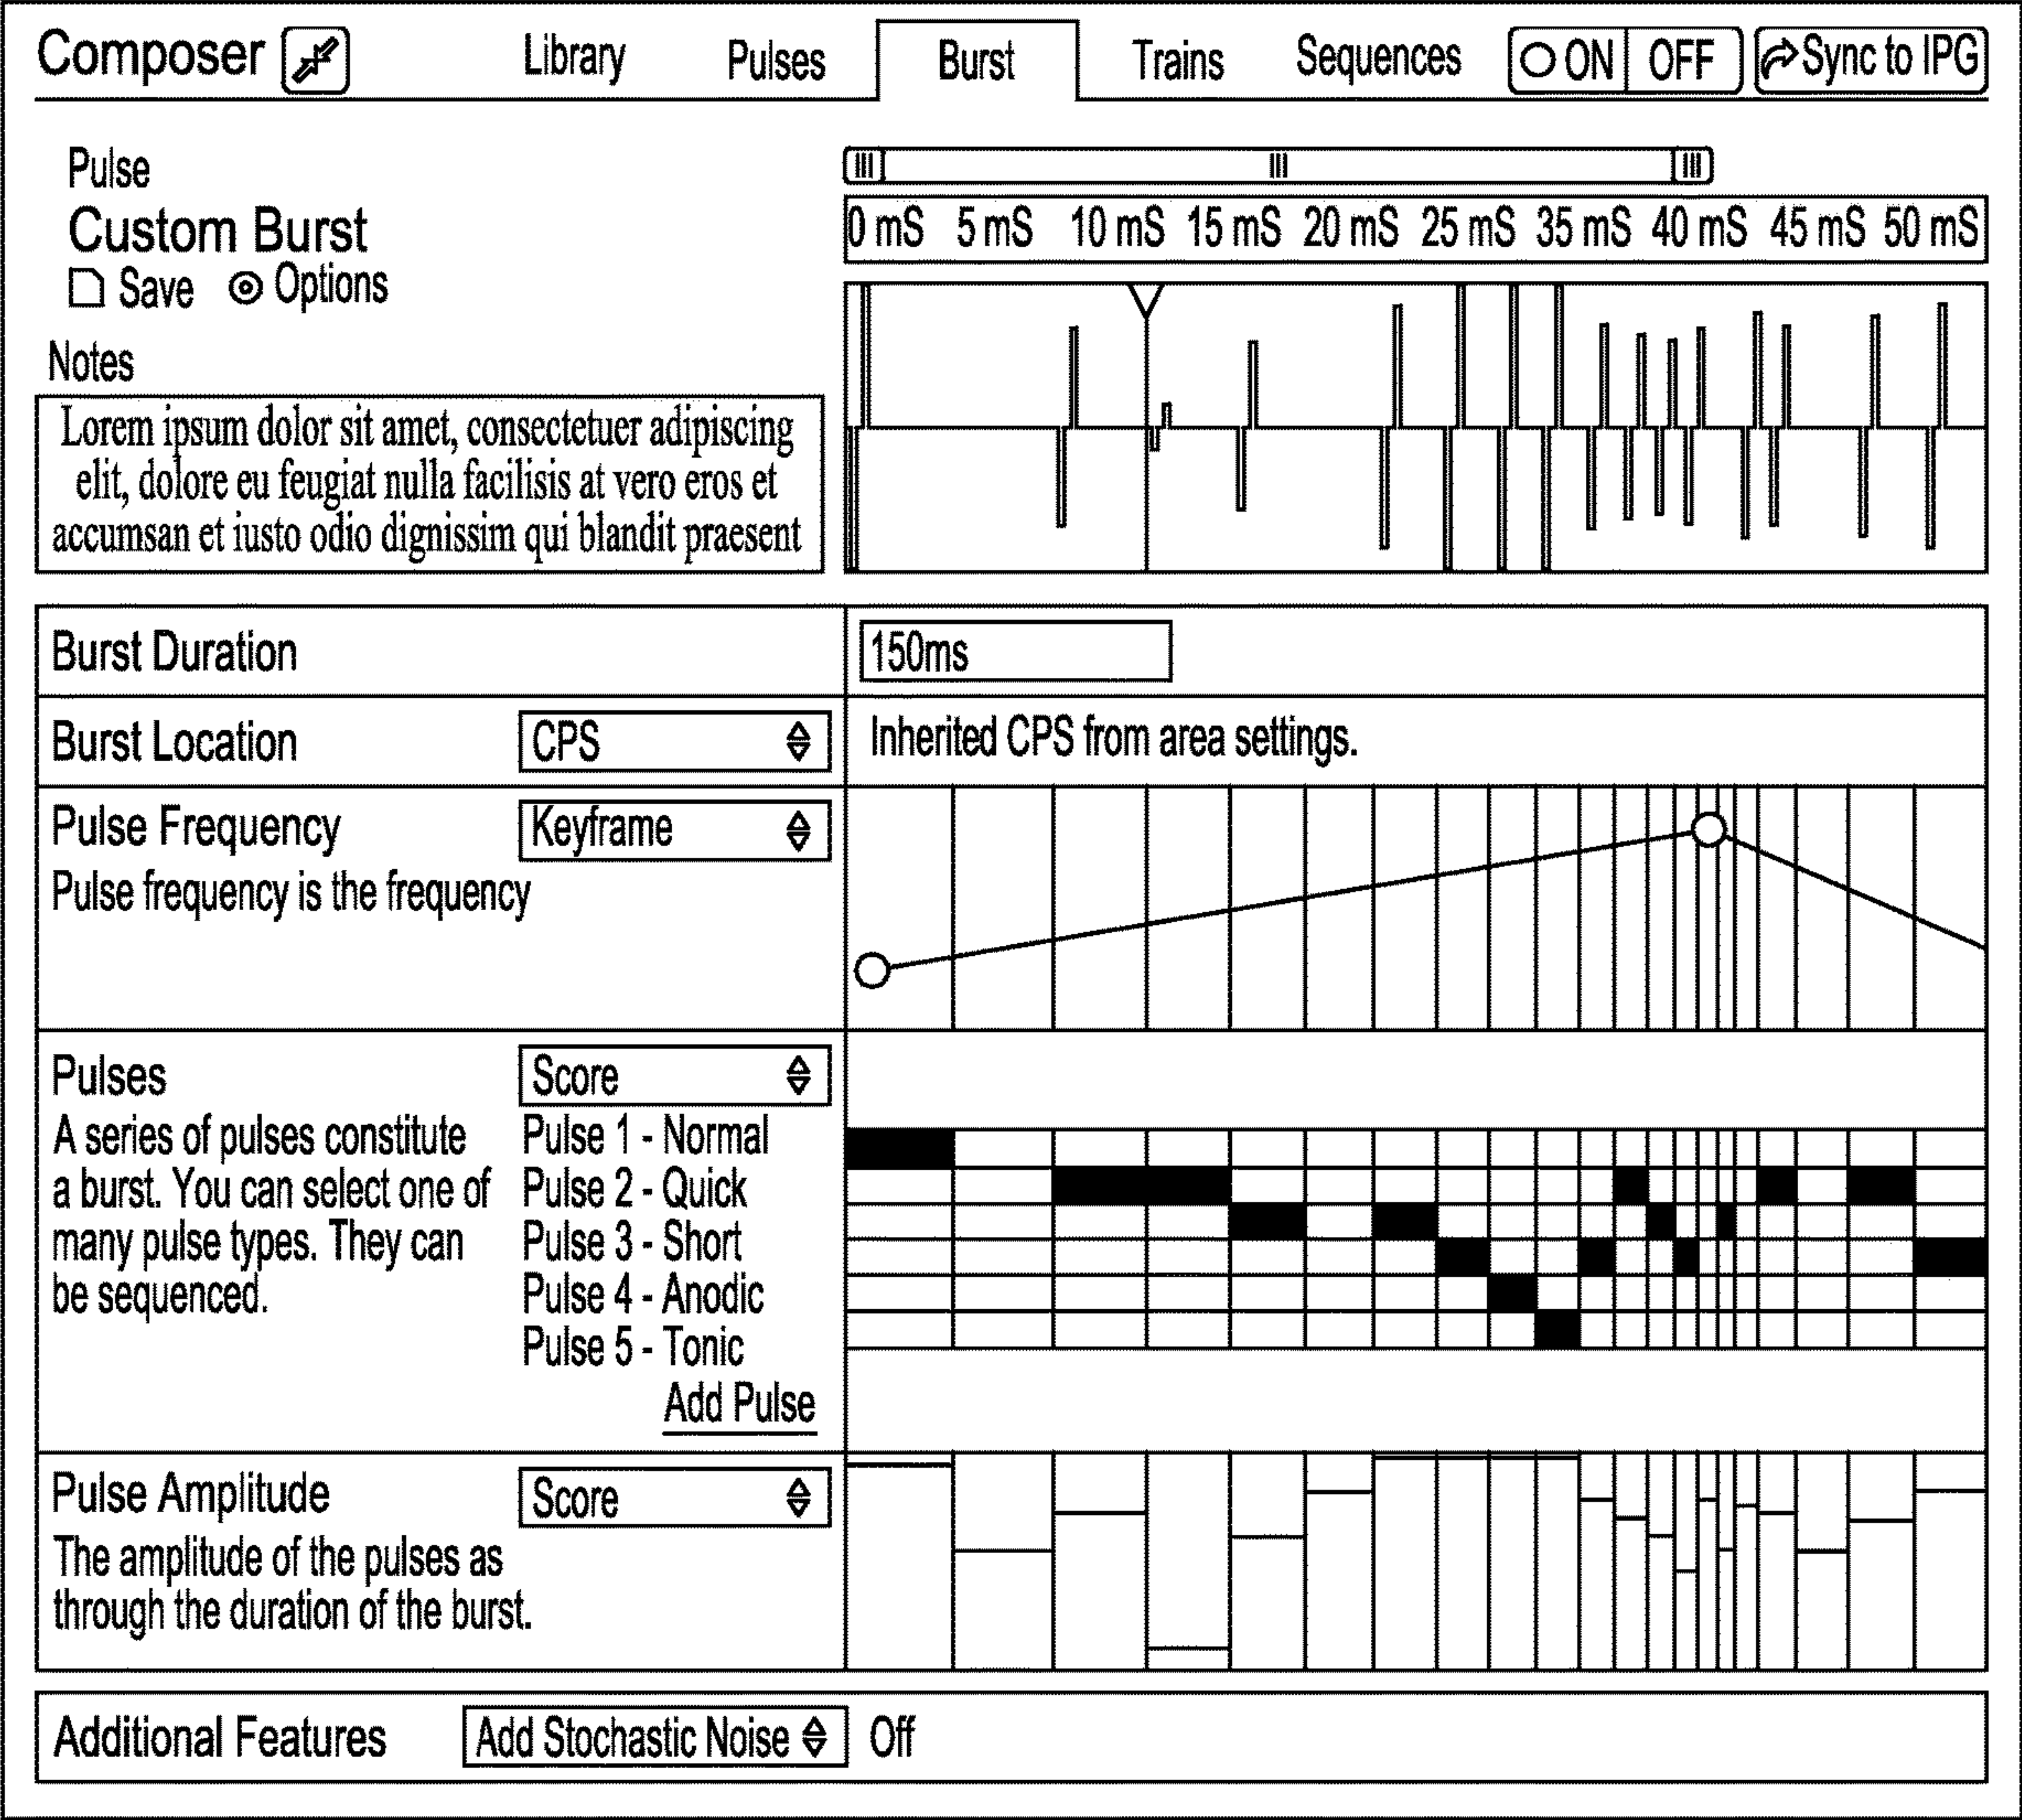 Composer Library Pulses Burst Trains Sequences ON OFF Sync to IPG
Pulse
Custom Burst
Save Options
0 mS 5 mS 10 mS 15 mS 20 mS 25 mS 35 mS 40 mS 45 mS 50 mS
Notes
Lorem ipsum dolor sit amet, consectetuer adipiscing
elit, dolore eu feugiat nulla facilisis at vero eros et
accumsan et iusto odio dignissim qui blandit praesent
Burst Duration 150ms
Burst Location CPS Inherited CPS from area settings.
Pulse Frequency Keyframe
Pulse frequency is the frequency
Pulses Score
A series of pulses constitute
a burst. You can select one of
many pulse types. They can
be sequenced.
Pulse 1 - Normal
Pulse 2 - Quick
Pulse 3 - Short
Pulse 4 - Anodic
Pulse 5 - Tonic
Add Pulse
Pulse Amplitude Score
The amplitude of the pulses as
through the duration of the burst.
Additional Features Add Stochastic Noise Off